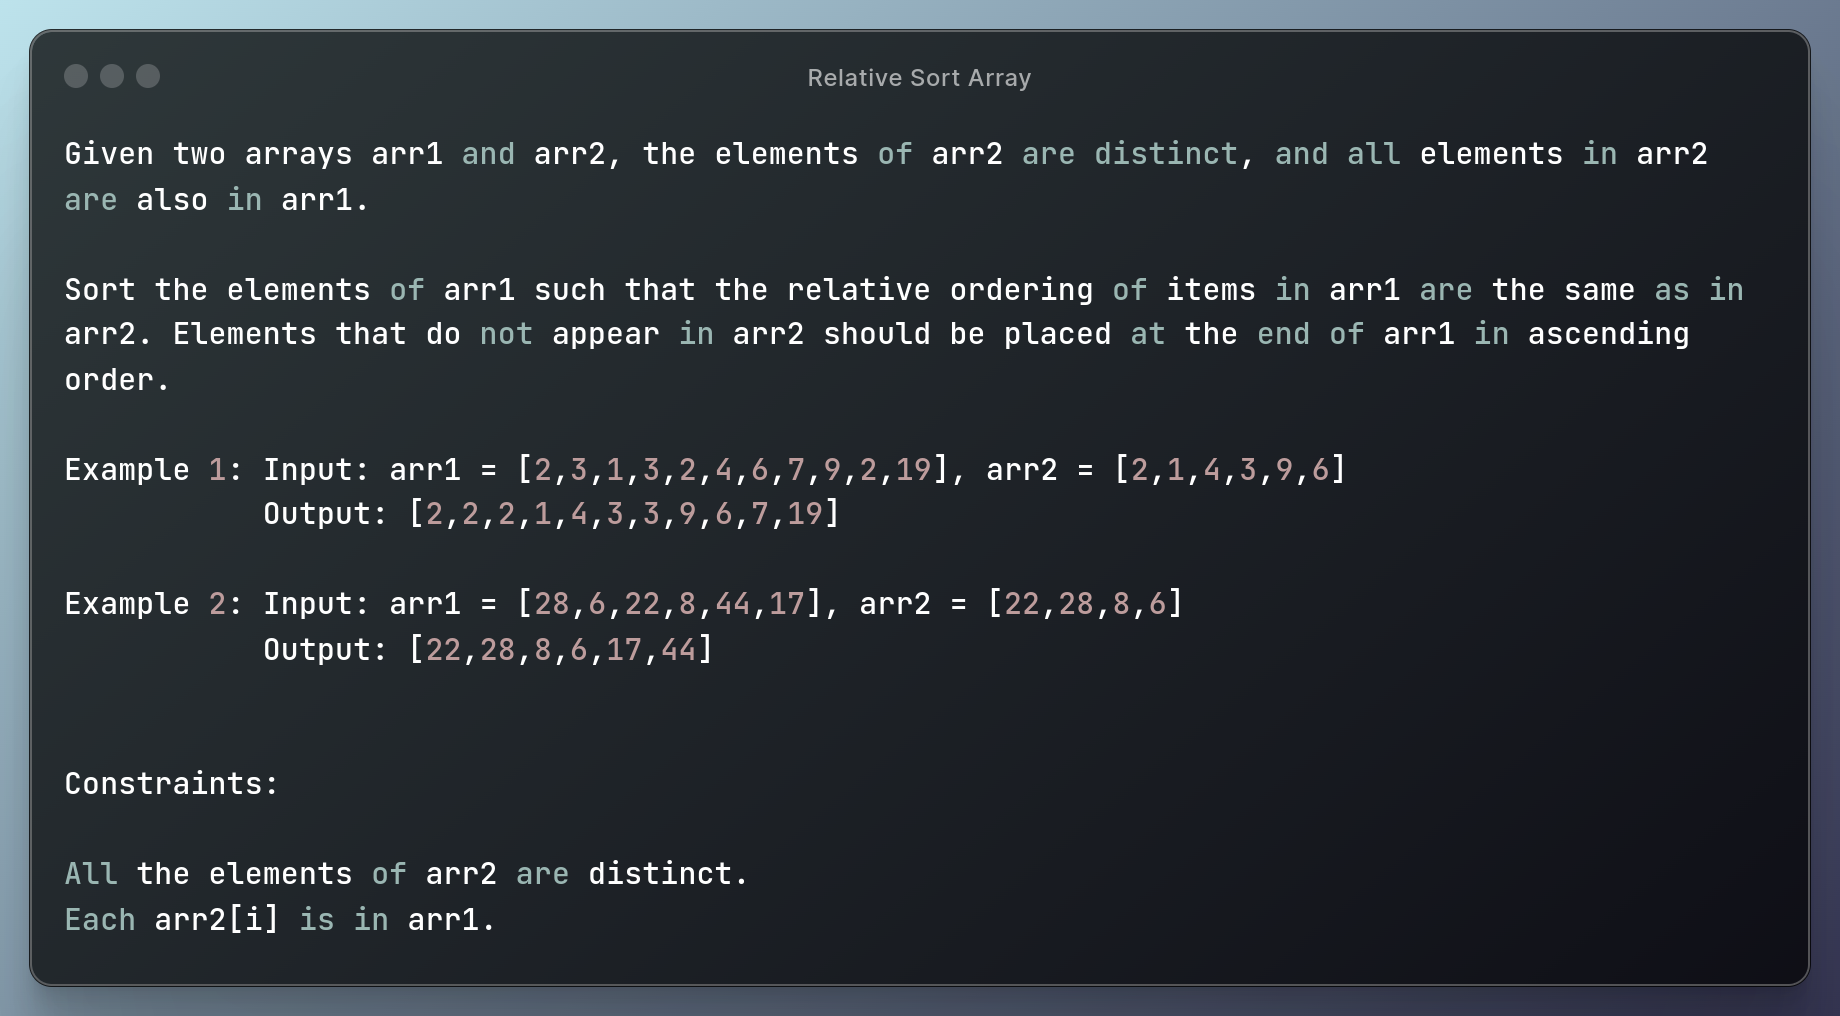 Relative Sort Array
Given two arrays arr1 and arr2, the elements of arr2 are distinct, and all elements in arr2
are also in arr1.
Sort the elements of arr1 such that the relative ordering of items in arr1 are the same as in
arr2. Elements that do not appear in arr2 should be placed at the end of arr1 in ascending
order.
Example 1: Input: arr1 = [2,3,1,3,2,4,6,7,9,2,19], arr2 = [2,1,4,3,9,6]
Output: [2,2,2,1,4,3,3,9,6,7,19]
Example 2: Input: arr1 = [28,6,22,8,44,17], arr2 = [22,28,8,6]
Output: [22,28,8,6,17,44]
Constraints:
All the elements of arr2 are distinct.
Each arr2[i] is in arr1.